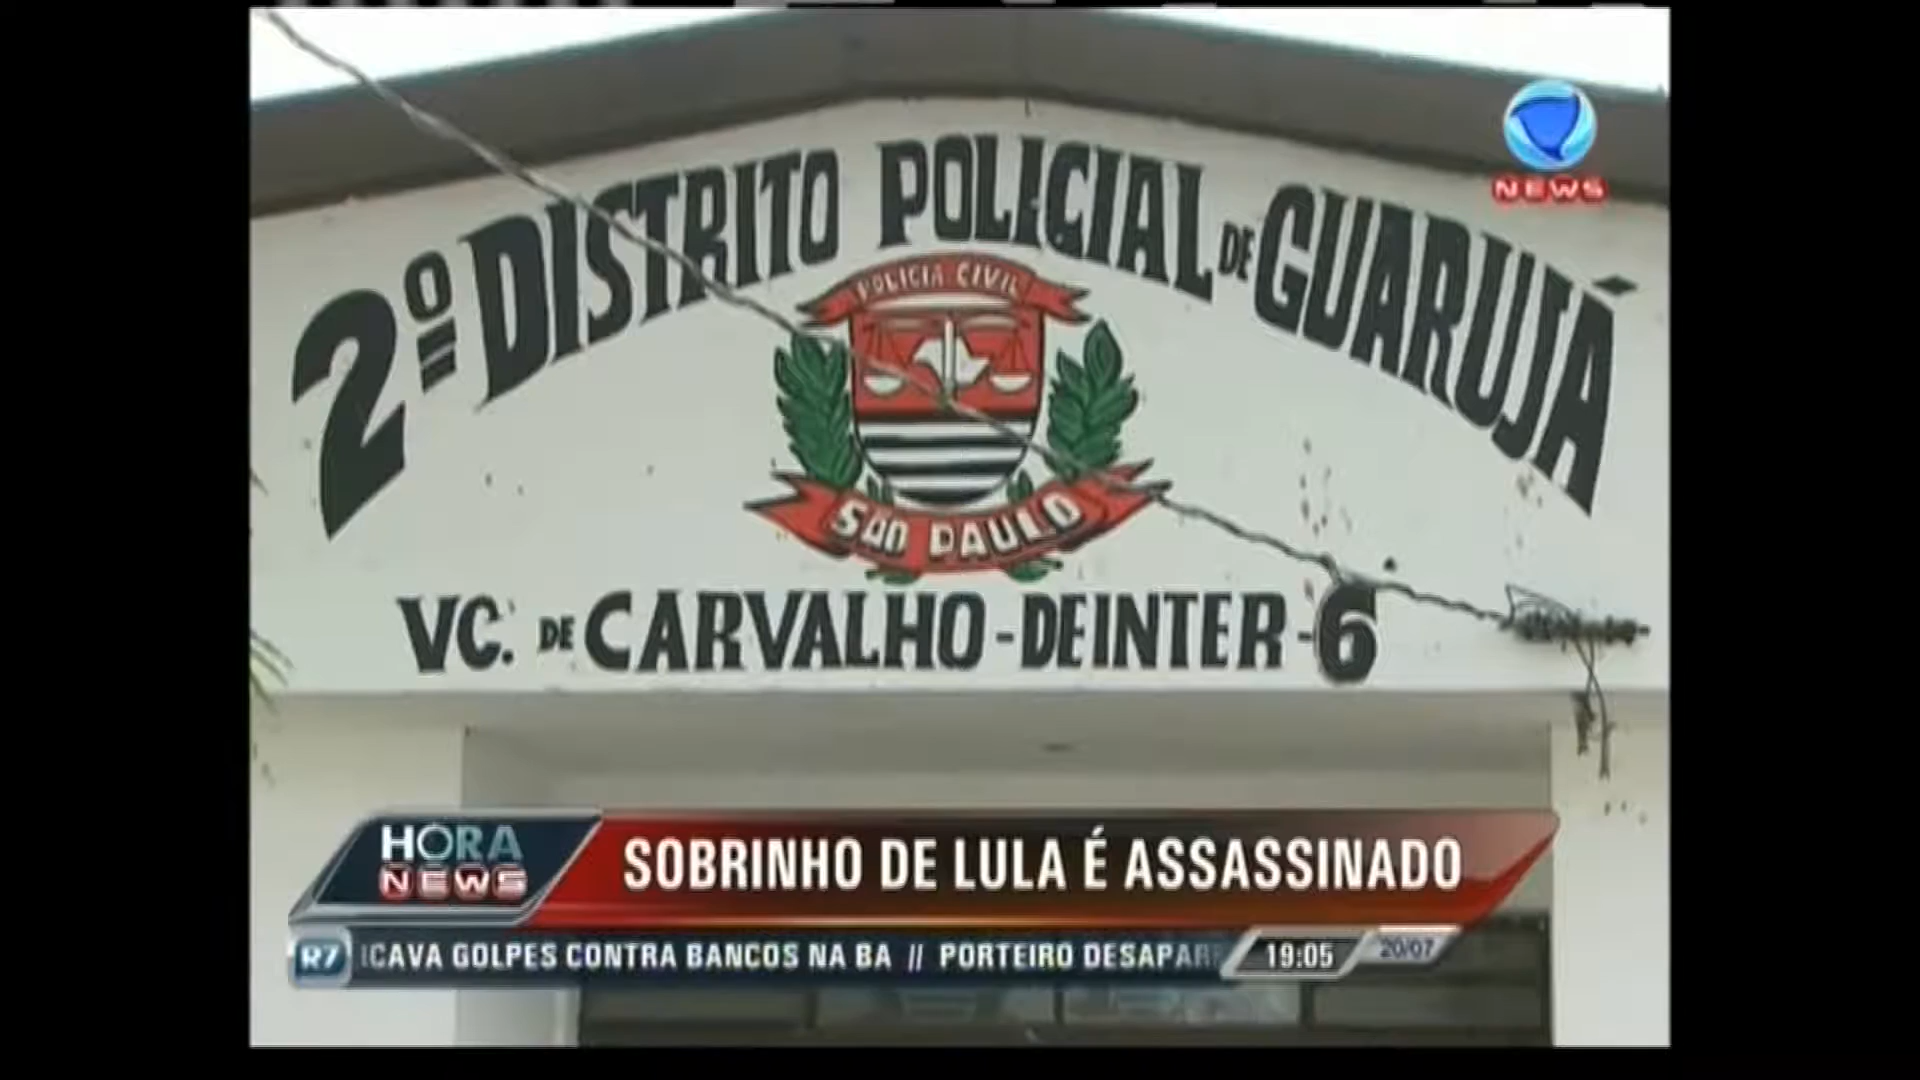 NEWS
2º DISTRITO POLICIAL DE GUARUJÁ
POLICIA CIVIL
SÃO PAULO
VC. DE CARVALHO - DEINTER - 6
HORA NEWS
SOBRINHO DE LULA É ASSASSINADO
R7 ICAVA GOLPES CONTRA BANCOS NA BA // PORTEIRO DESAPAR 19:05 20/07